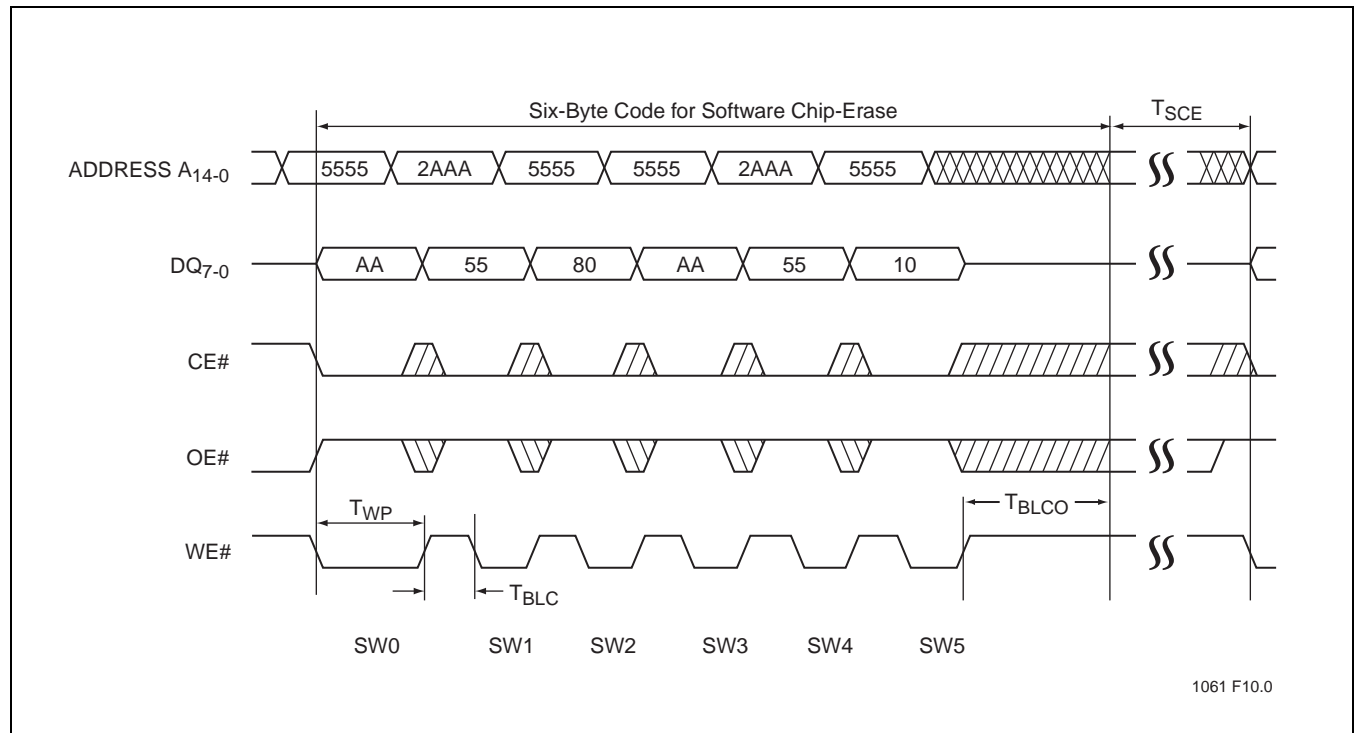 Six-Byte Code for Software Chip-Erase TSCE
ADDRESS A14-0 5555 2AAA 5555 5555 2AAA 5555
DQ7-0 AA 55 80 AA 55 10
CE#
OE#
TWP TBLCO
WE#
TBLC
SW0 SW1 SW2 SW3 SW4 SW5
1061 F10.0